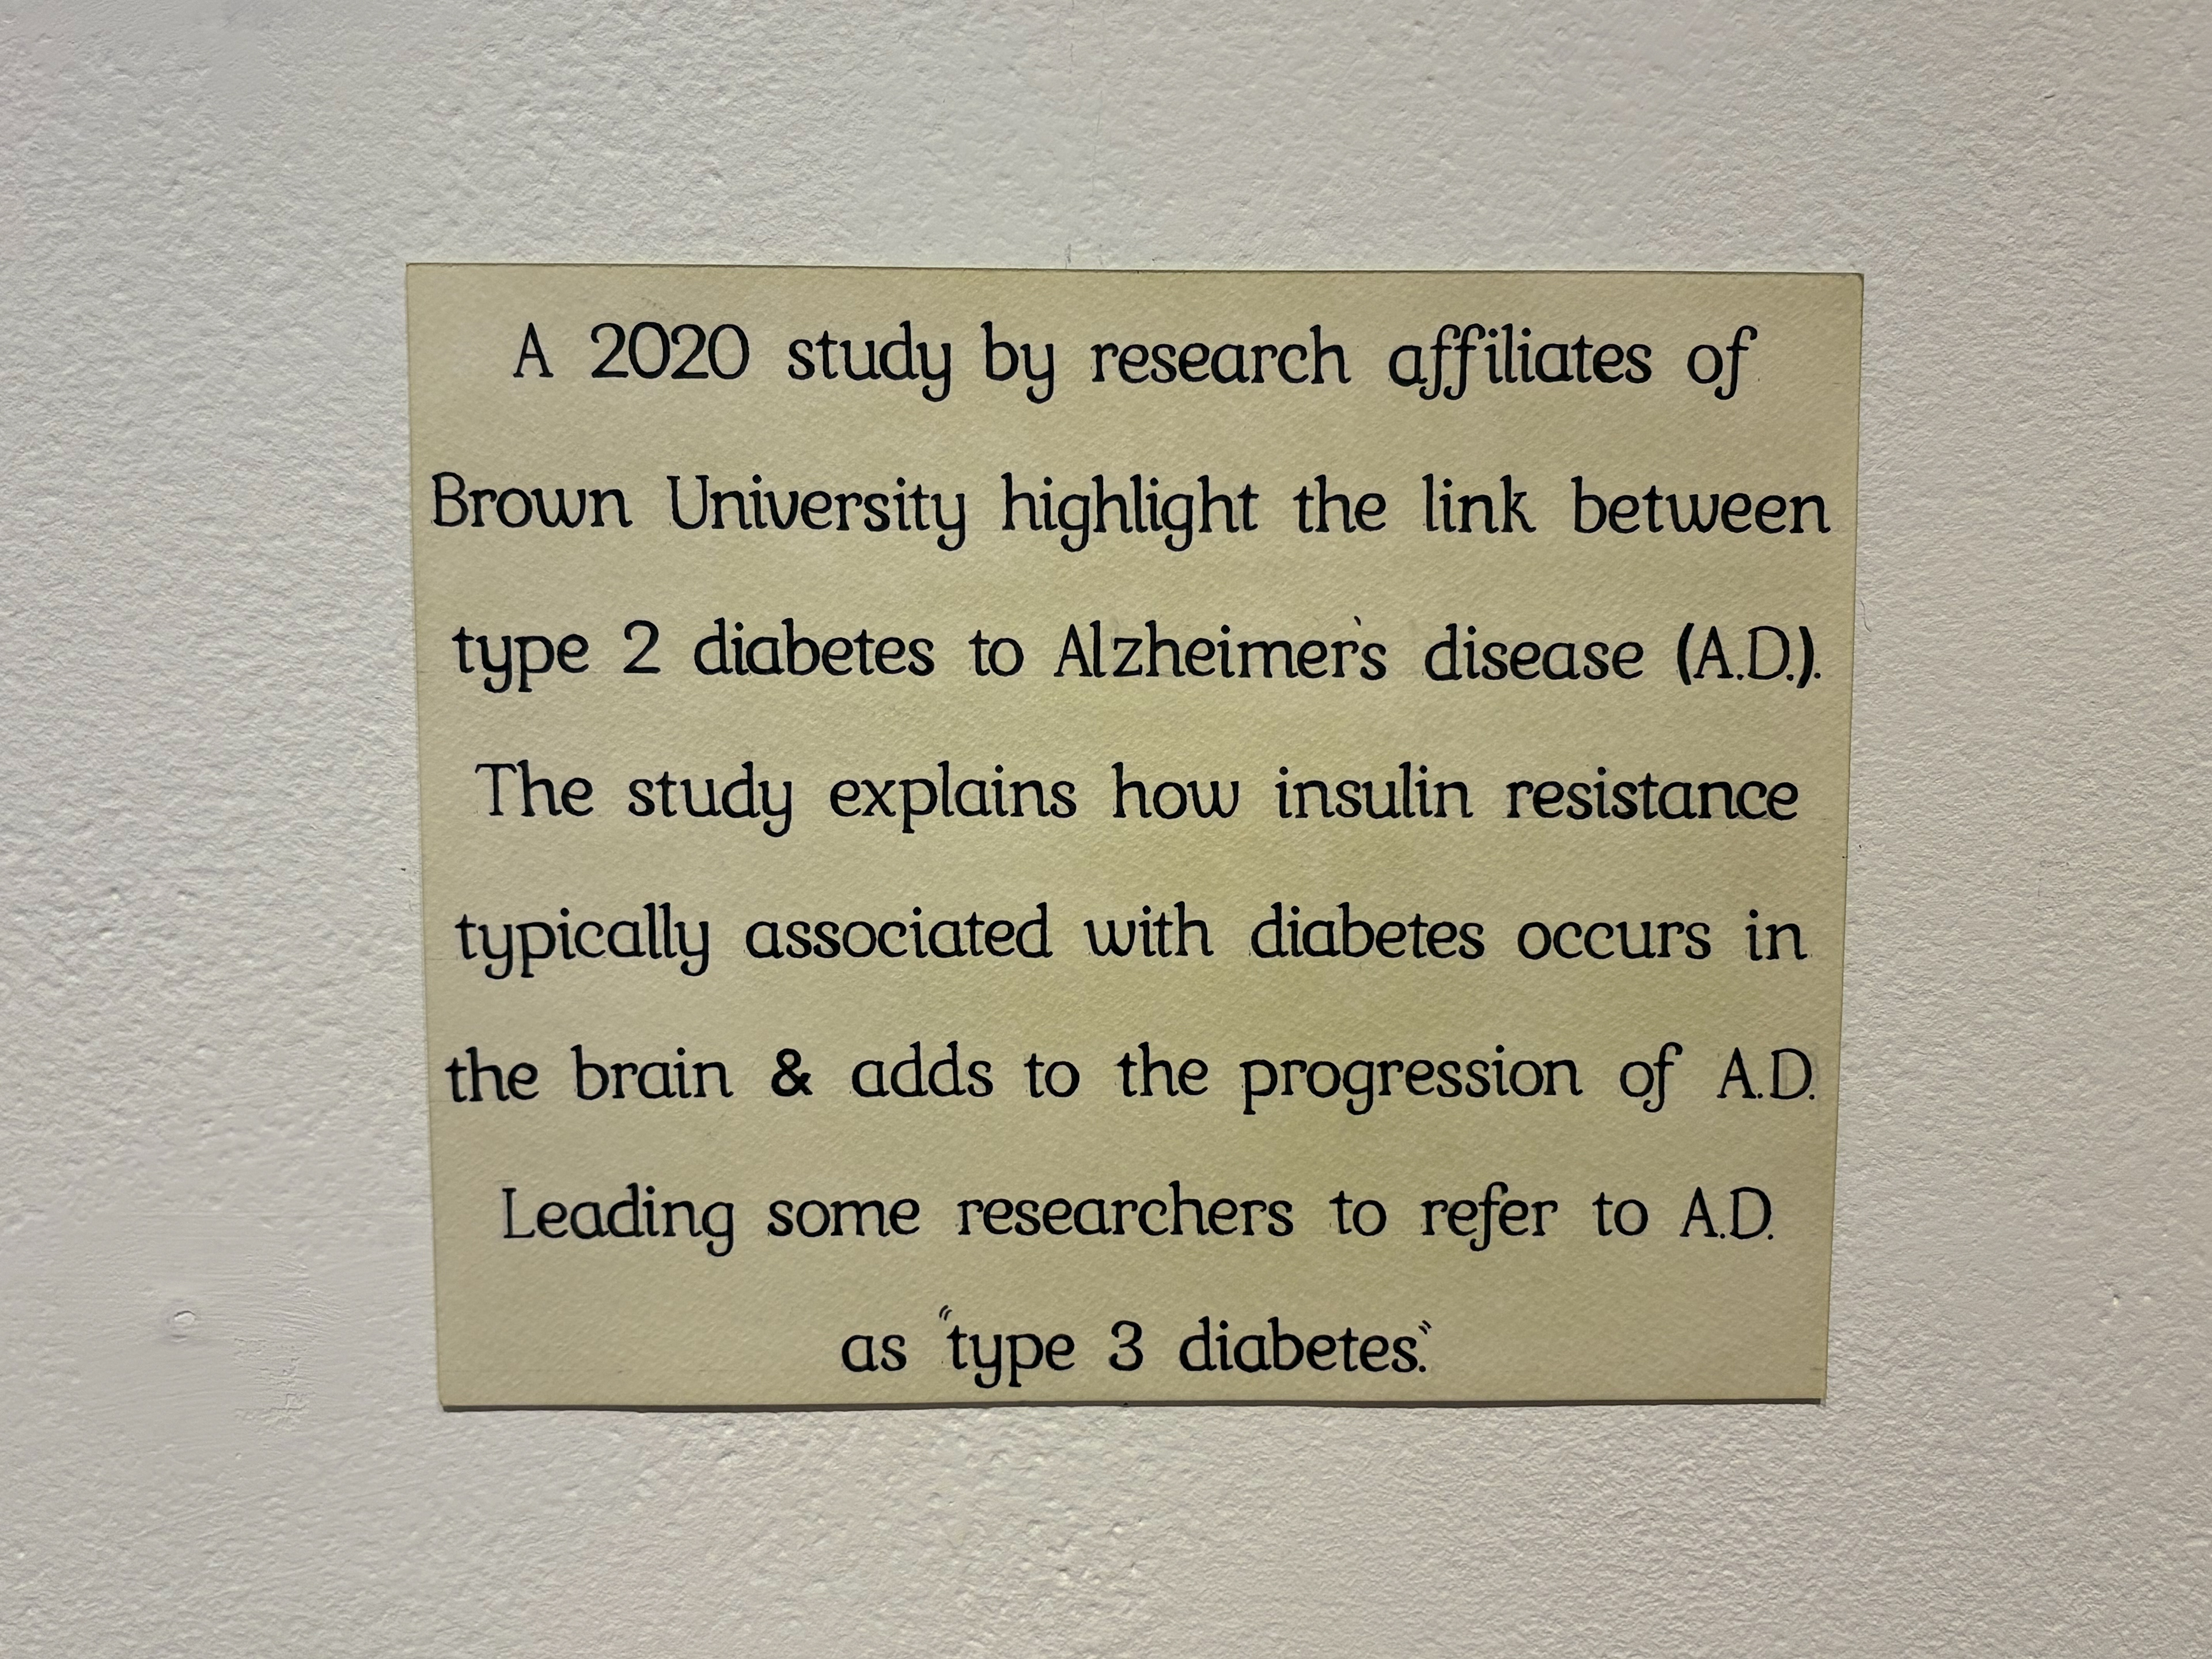 A 2020 study by research affiliates of
Brown University highlight the link between
type 2 diabetes to Alzheimer's disease (A.D.).
The study explains how insulin resistance
typically associated with diabetes occurs in
the brain & adds to the progression of A.D.
Leading some researchers to refer to A.D.
as "type 3 diabetes."